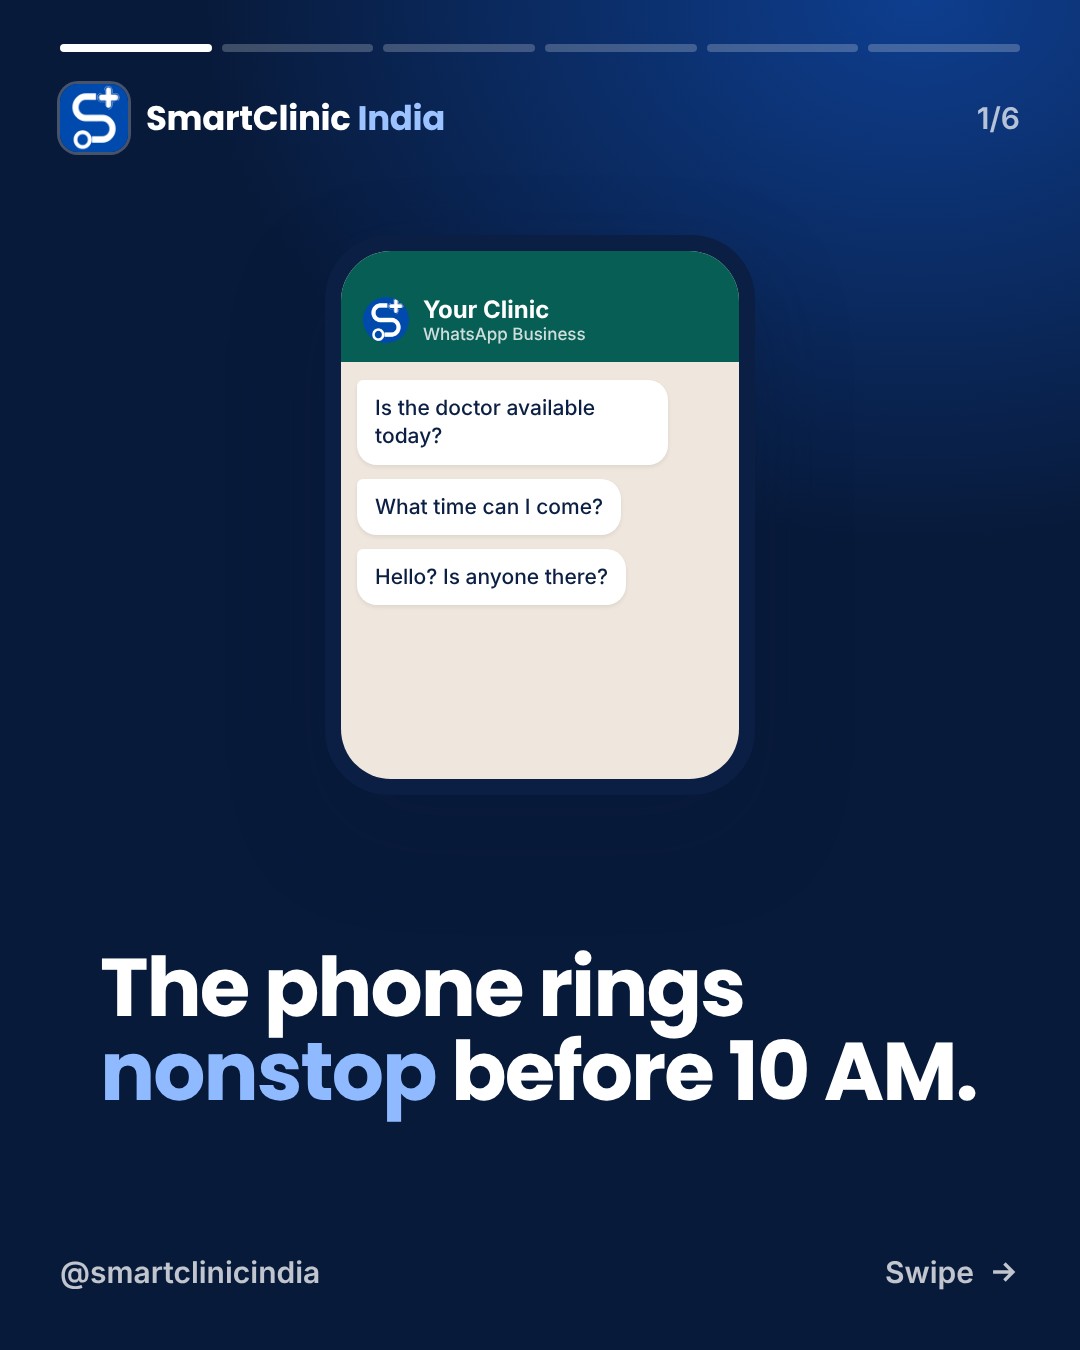 SmartClinic India
1/6
Your Clinic
WhatsApp Business
Is the doctor available
today?
What time can I come?
Hello? Is anyone there?
The phone rings
nonstop before 10 AM.
@smartclinicindia
Swipe →